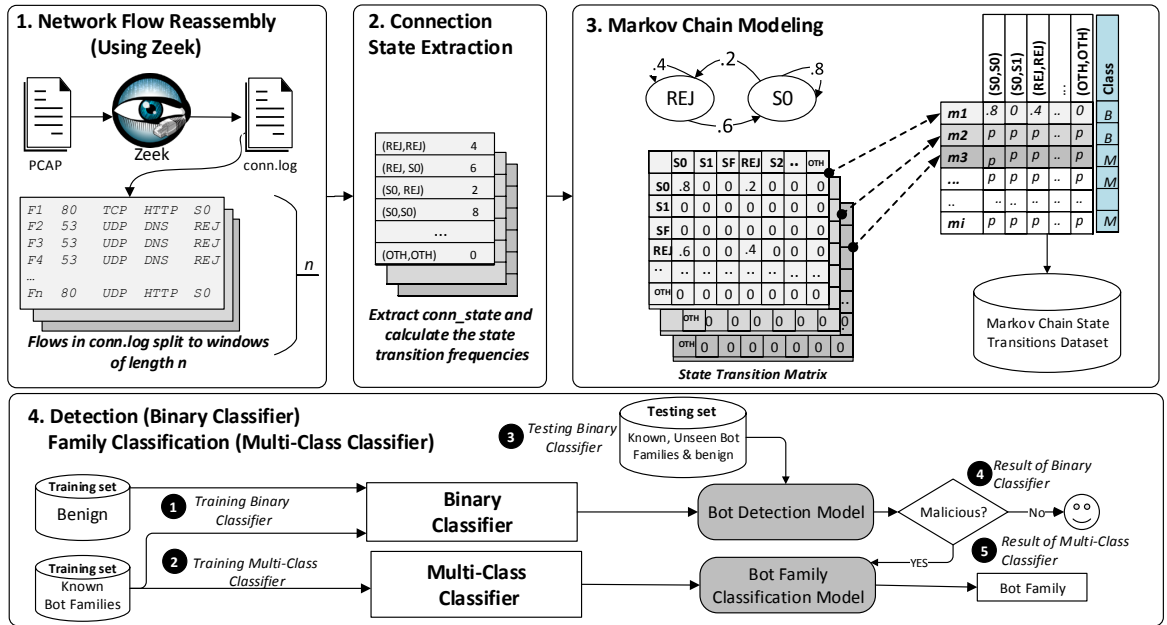 1. Network Flow Reassembly
(Using Zeek)
PCAP
Zeek
conn.log
F1 80 TCP HTTP S0
F2 53 UDP DNS REJ
F3 53 UDP DNS REJ
F4 53 UDP DNS REJ
…
Fn 80 UDP HTTP S0
n
Flows in conn.log split to windows
of length n
2. Connection
State Extraction
(REJ,REJ) 4
(REJ, S0) 6
(S0, REJ) 2
(S0,S0) 8
...
(OTH,OTH) 0
Extract conn_state and
calculate the state
transition frequencies
3. Markov Chain Modeling
.4
.2
.8
REJ
S0
.6
S0 S1 SF REJ S2 .. OTH
S0 .8 0 0 .2 0 0 0
S1 0 0 0 0 0 0 0
SF 0 0 0 0 0 0 0
REJ .6 0 0 .4 0 0 0
.. .. .. .. .. .. .. ..
OTH 0 0 0 0 0 0 0
..
OTH 0 0 0 0 0 0 0
OTH 0 0 0 0 0 0 0
State Transition Matrix
(S0,S0) (S0,S1) (REJ,REJ) .. (OTH,OTH) Class
m1 .8 0 .4 .. 0 B
m2 p p p .. p B
m3 p p p .. p M
... p p p .. p M
.. .. .. .. .. ..
mi p p p .. p M
Markov Chain State
Transitions Dataset
4. Detection (Binary Classifier)
Family Classification (Multi-Class Classifier)
Training set
Benign
Training set
Known
Bot Families
1 Training Binary
Classifier
2 Training Multi-Class
Classifier
Binary
Classifier
Multi-Class
Classifier
3 Testing Binary
Classifier
Testing set
Known, Unseen Bot
Families & benign
Bot Detection Model
Bot Family
Classification Model
Malicious?
No
YES
4 Result of Binary
Classifier
5 Result of Multi-Class
Classifier
Bot Family